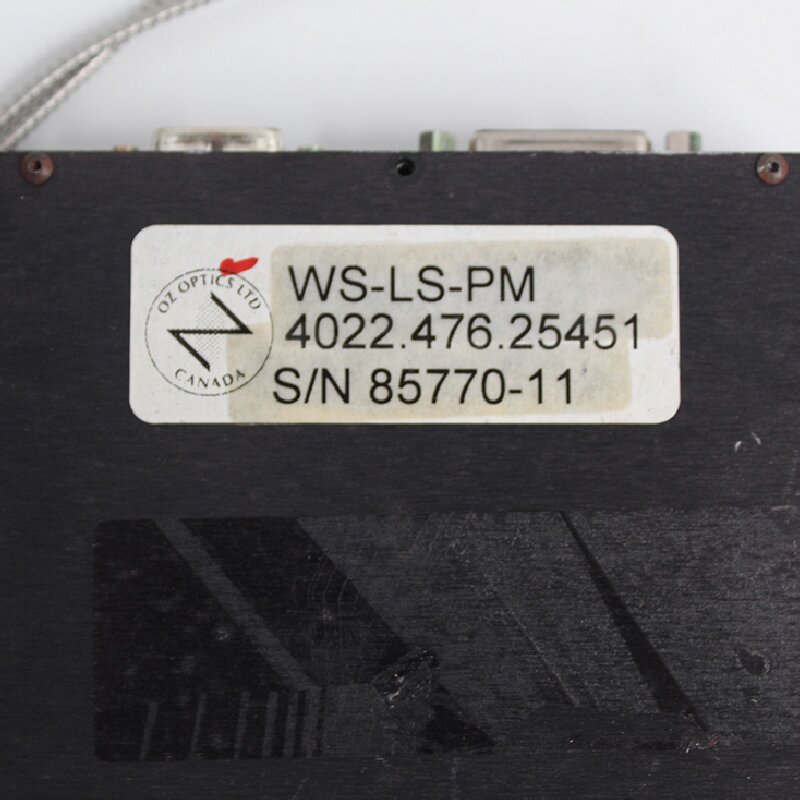 OZ OPTICS LTD
CANADA
WS-LS-PM
4022.476.25451
S/N 85770-11